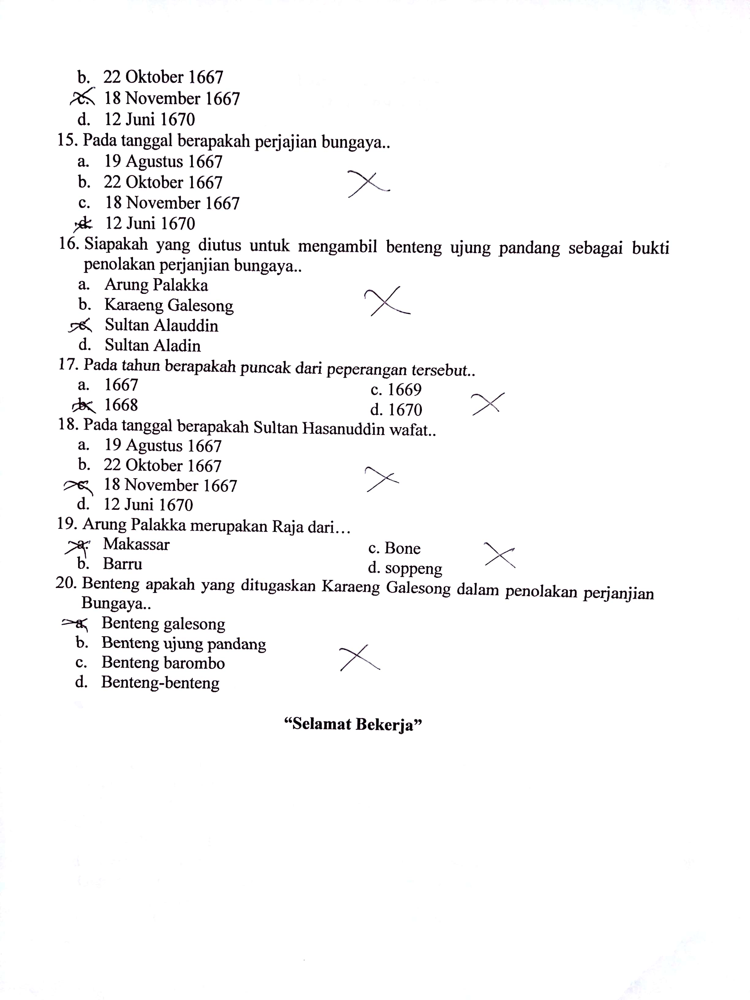 b. 22 Oktober 1667
c. 18 November 1667
d. 12 Juni 1670
15. Pada tanggal berapakah perjajian bungaya..
a. 19 Agustus 1667
b. 22 Oktober 1667
c. 18 November 1667
d. 12 Juni 1670
16. Siapakah yang diutus untuk mengambil benteng ujung pandang sebagai bukti
penolakan perjanjian bungaya..
a. Arung Palakka
b. Karaeng Galesong
c. Sultan Alauddin
d. Sultan Aladin
17. Pada tahun berapakah puncak dari peperangan tersebut..
a. 1667 c. 1669
b. 1668 d. 1670
18. Pada tanggal berapakah Sultan Hasanuddin wafat..
a. 19 Agustus 1667
b. 22 Oktober 1667
c. 18 November 1667
d. 12 Juni 1670
19. Arung Palakka merupakan Raja dari...
a. Makassar c. Bone
b. Barru d. soppeng
20. Benteng apakah yang ditugaskan Karaeng Galesong dalam penolakan perjanjian
Bungaya..
a. Benteng galesong
b. Benteng ujung pandang
c. Benteng barombo
d. Benteng-benteng
“Selamat Bekerja”